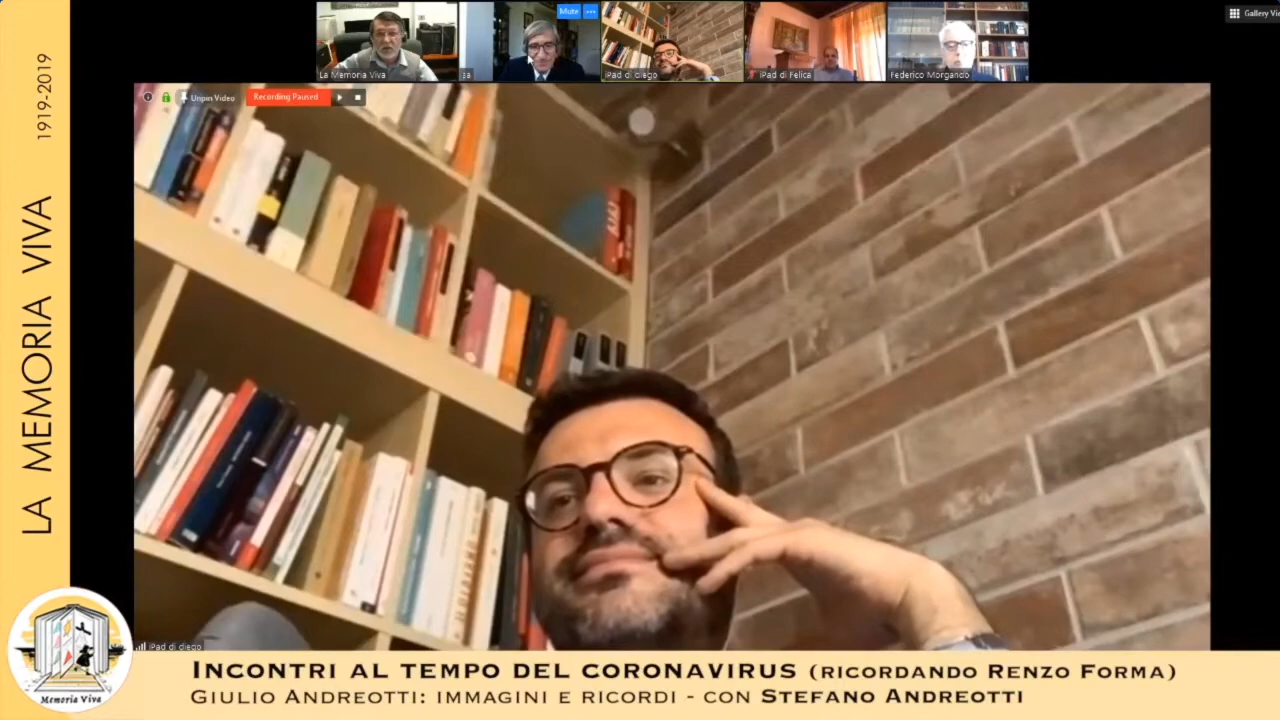 Mute
Gallery Vie
La Memoria Viva
sa
iPad di diego
iPad di Felica
Federico Morgando
Unpin Video
Recording Paused
LA MEMORIA VIVA 1919-2019
iPad di diego
Memoria Viva
INCONTRI AL TEMPO DEL CORONAVIRUS (RICORDANDO RENZO FORMA)
GIULIO ANDREOTTI: IMMAGINI E RICORDI - CON STEFANO ANDREOTTI